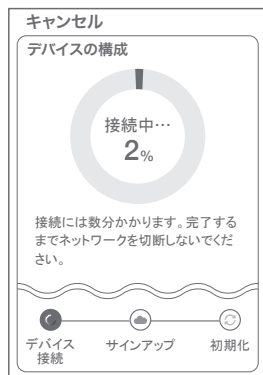 キャンセル
デバイスの構成
接続中…
2%
接続には数分かかります。完了する
までネットワークを切断しないでくだ
さい。
デバイス
接続
サインアップ
初期化